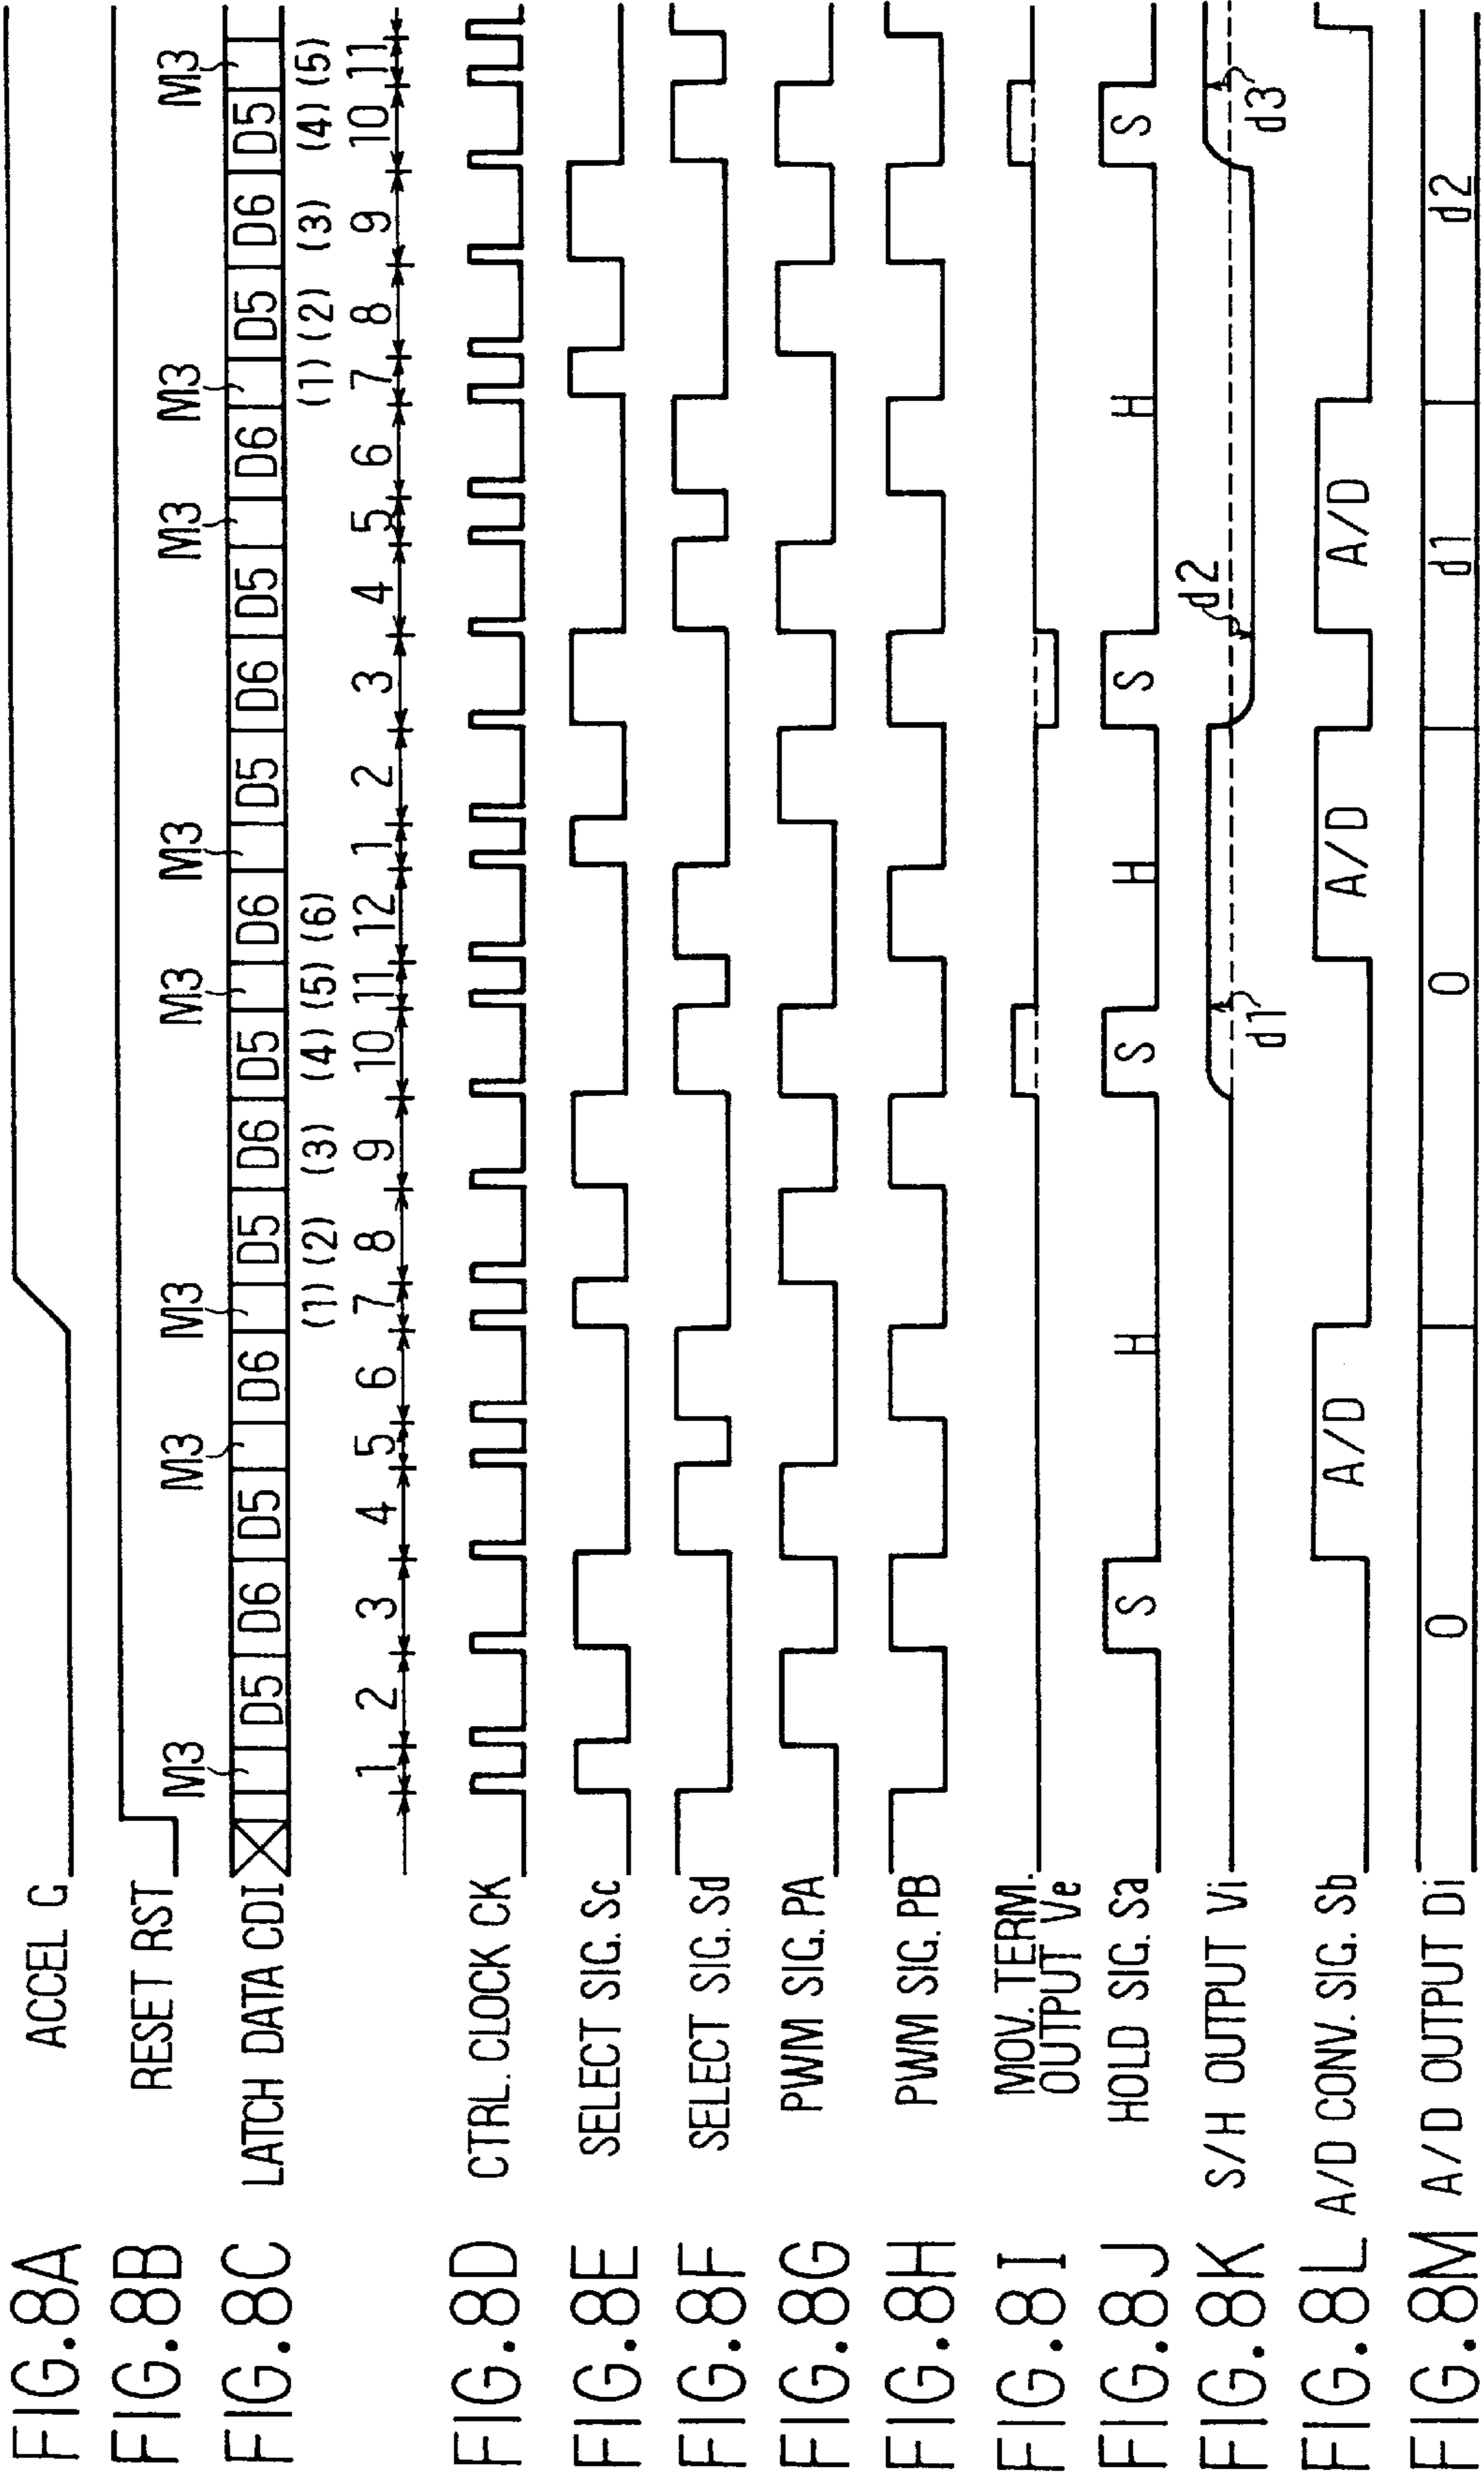 FIG.8A ACCEL G
FIG.8B RESET RST
M3 M3 M3 M3 M3 M3 M3 M3
FIG.8C LATCH DATA CDI D5 D6 D5 D6 D5 D6 D5 D6 D5 D6 D5 D6 D5 D6 D5
(1) (2) (3) (4) (5) (6) (1) (2) (3) (4) (5)
1 2 3 4 5 6 7 8 9 10 11 12 1 2 3 4 5 6 7 8 9 10 11
FIG.8D CTRL. CLOCK CK
FIG.8E SELECT SIG. Sc
FIG.8F SELECT SIG. Sd
FIG.8G PWM SIG. PA
FIG.8H PWM SIG. PB
FIG.8I MOV. TERM.
OUTPUT Ve
FIG.8J HOLD SIG. Sa S H S H S H S
FIG.8K S/H OUTPUT Vi d1 d2 d3
FIG.8L A/D CONV. SIG. Sb A/D A/D A/D
FIG.8M A/D OUTPUT Di 0 0 d1 d2